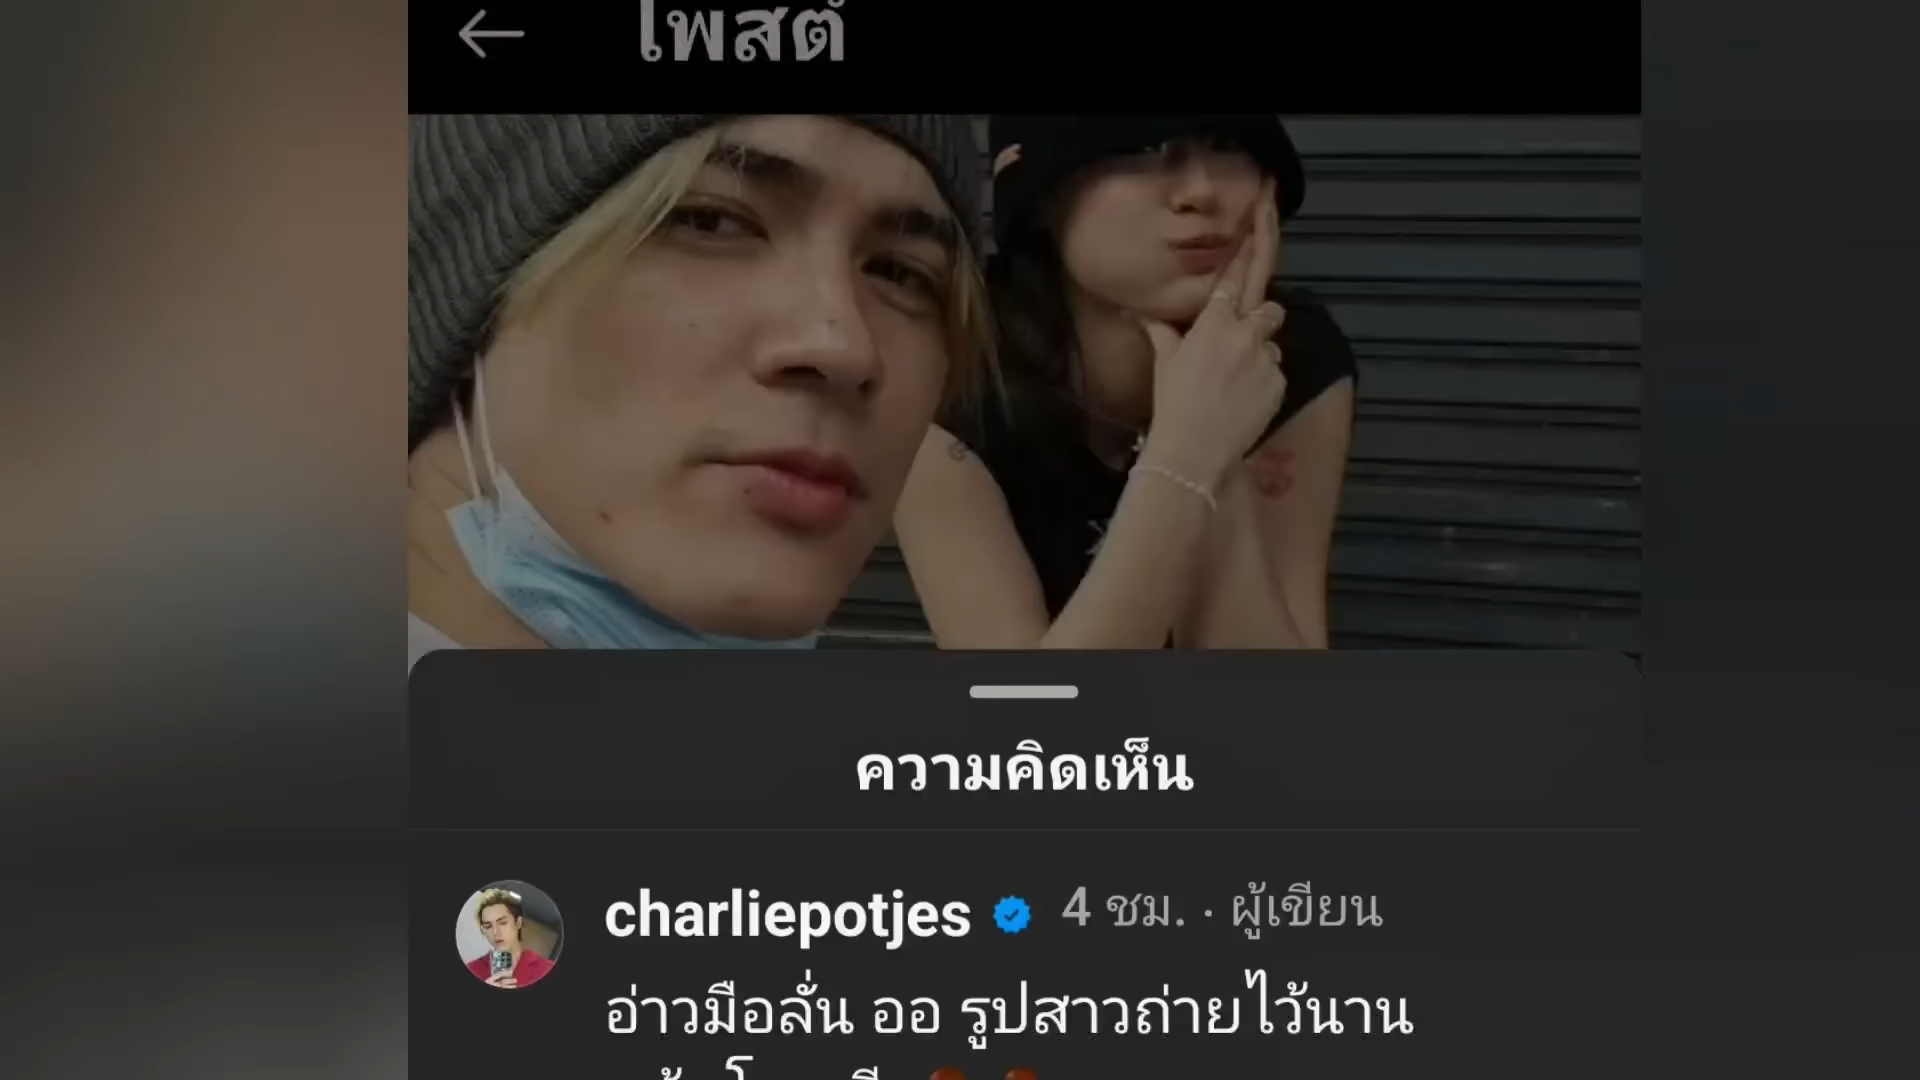 โพสต์
ความคิดเห็น
charliepotjes 4 ชม. · ผู้เขียน
อ่าวมือลั่น ออ รูปสาวถ่ายไว้นาน